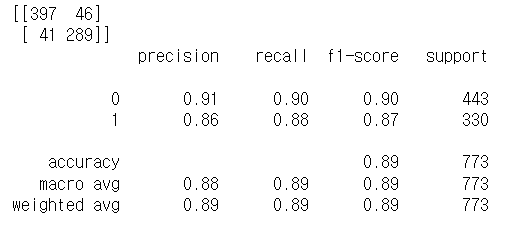 [[397  46]
 [ 41 289]]
              precision    recall  f1-score   support

           0       0.91      0.90      0.90       443
           1       0.86      0.88      0.87       330

    accuracy                           0.89       773
   macro avg       0.88      0.89      0.89       773
weighted avg       0.89      0.89      0.89       773